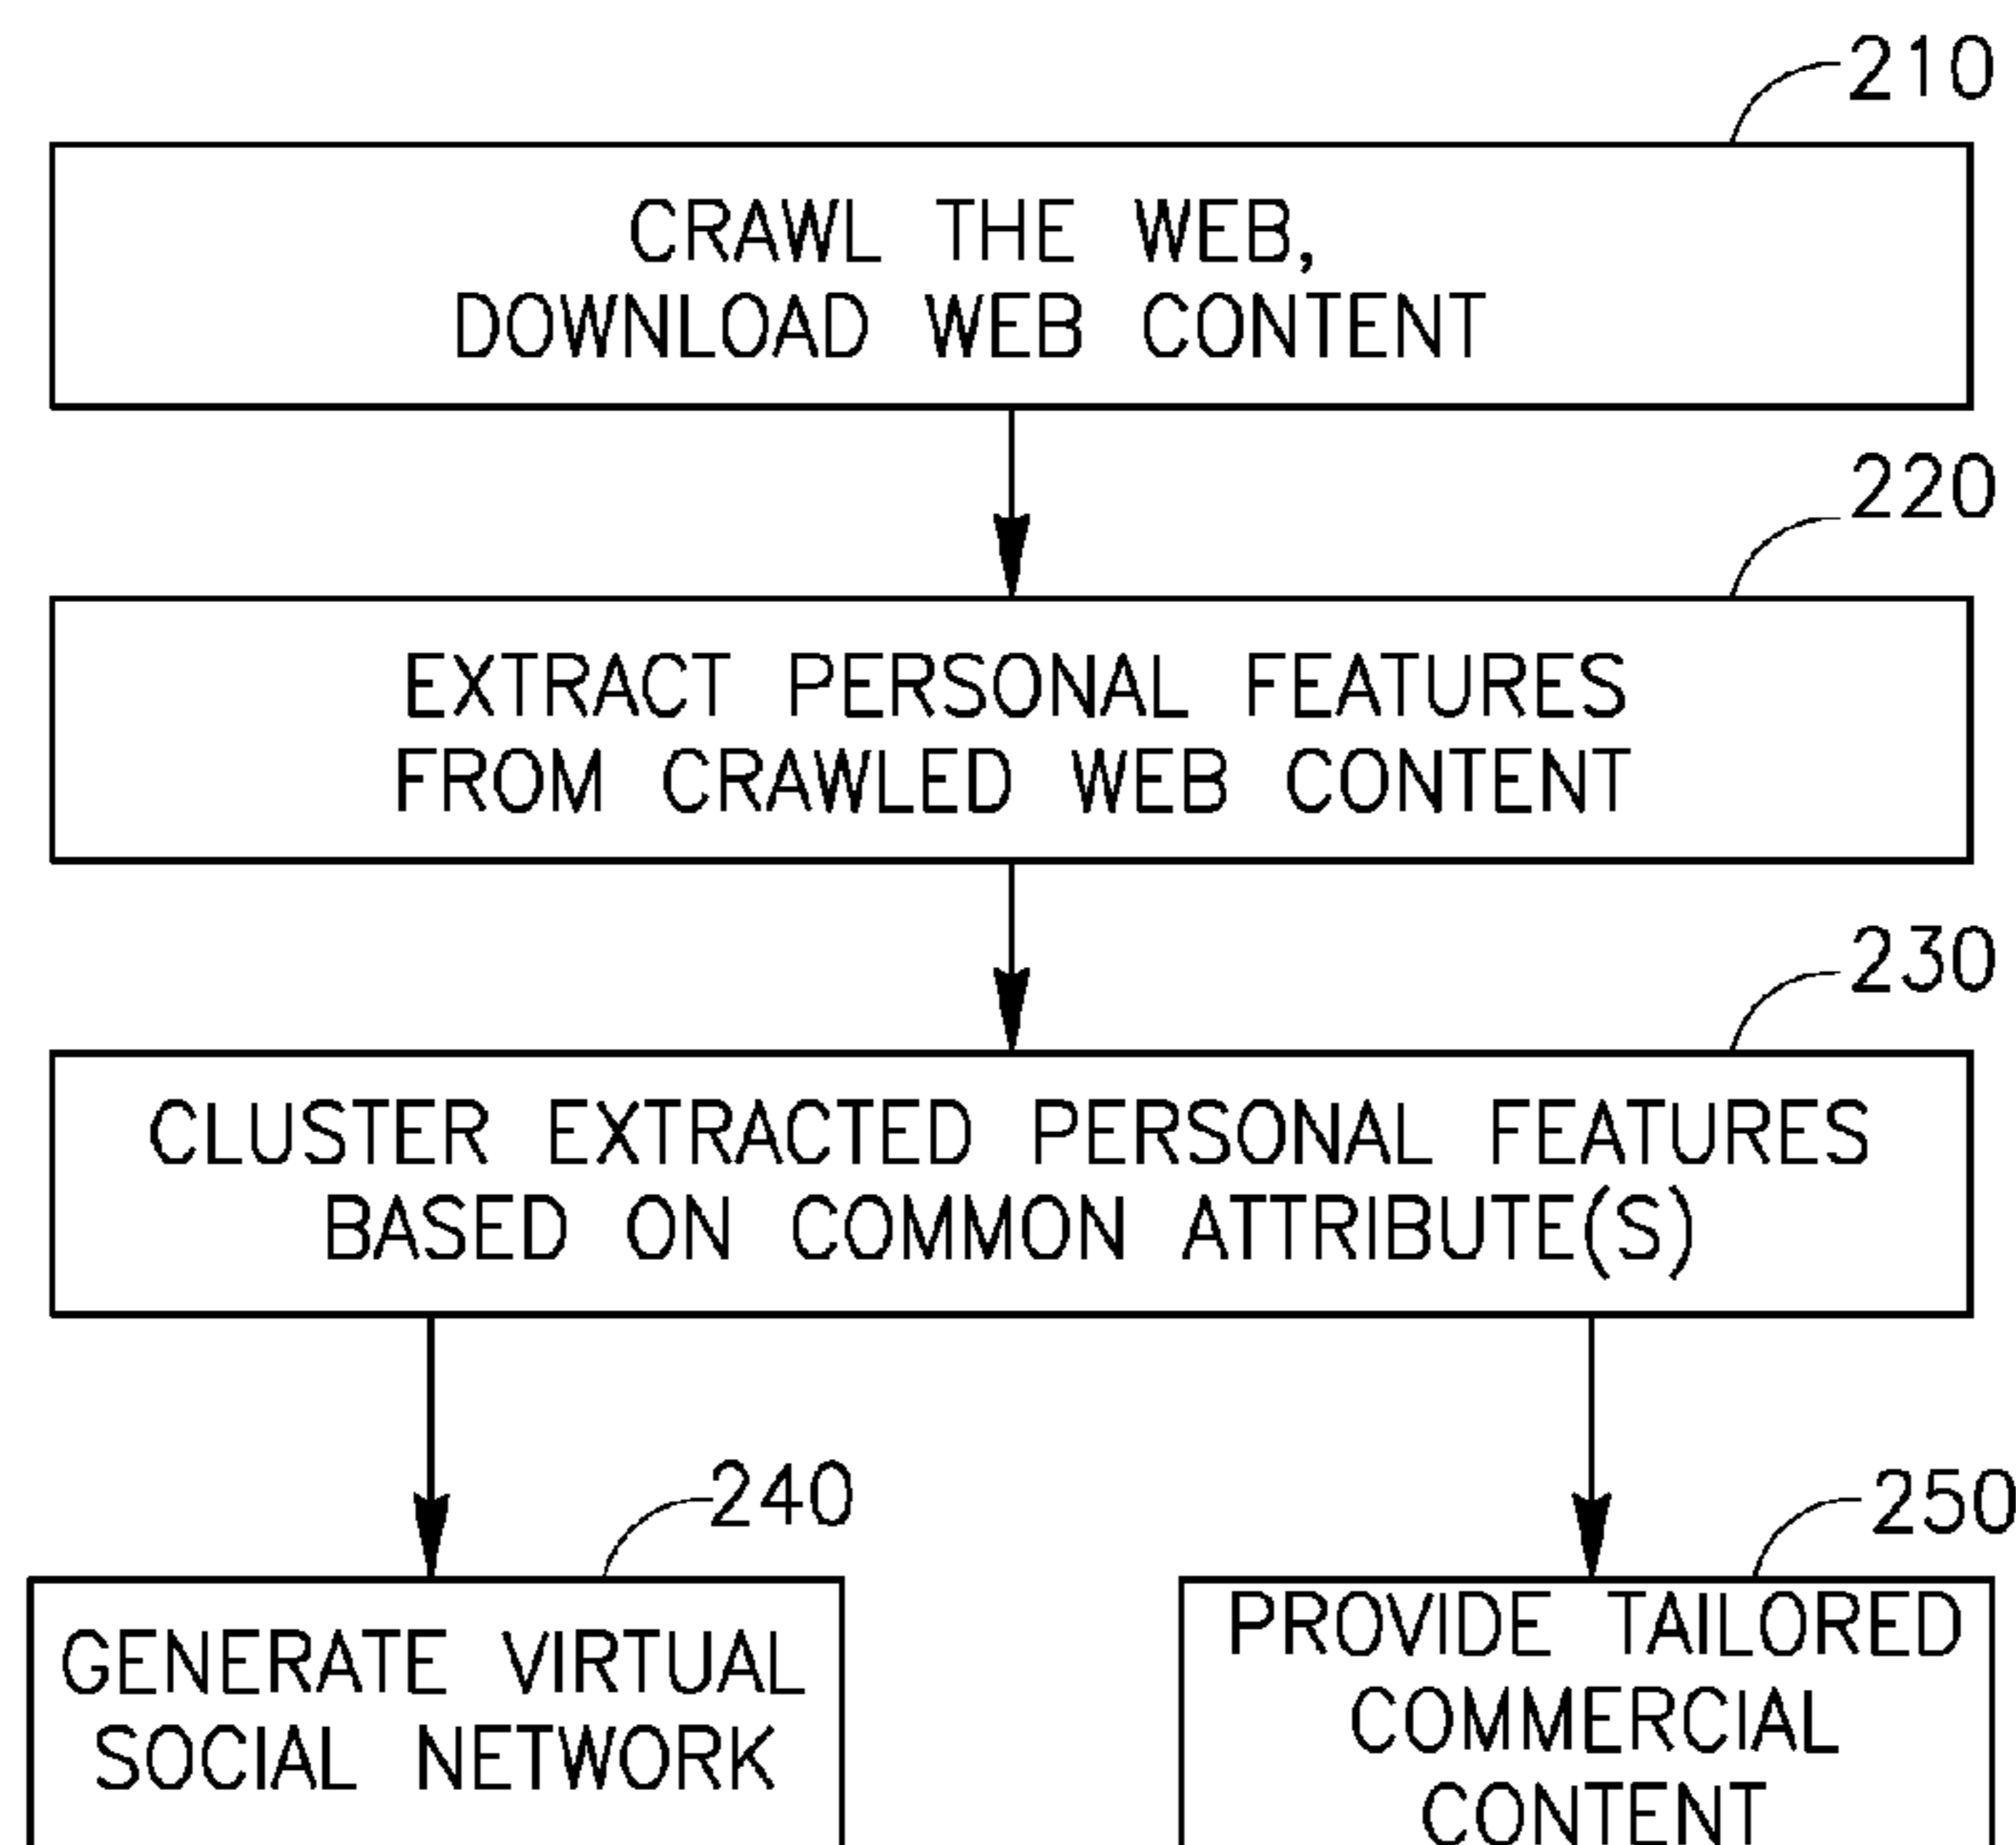 210
CRAWL THE WEB,
DOWNLOAD WEB CONTENT
220
EXTRACT PERSONAL FEATURES
FROM CRAWLED WEB CONTENT
230
CLUSTER EXTRACTED PERSONAL FEATURES
BASED ON COMMON ATTRIBUTE(S)
240
GENERATE VIRTUAL
SOCIAL NETWORK
250
PROVIDE TAILORED
COMMERCIAL
CONTENT